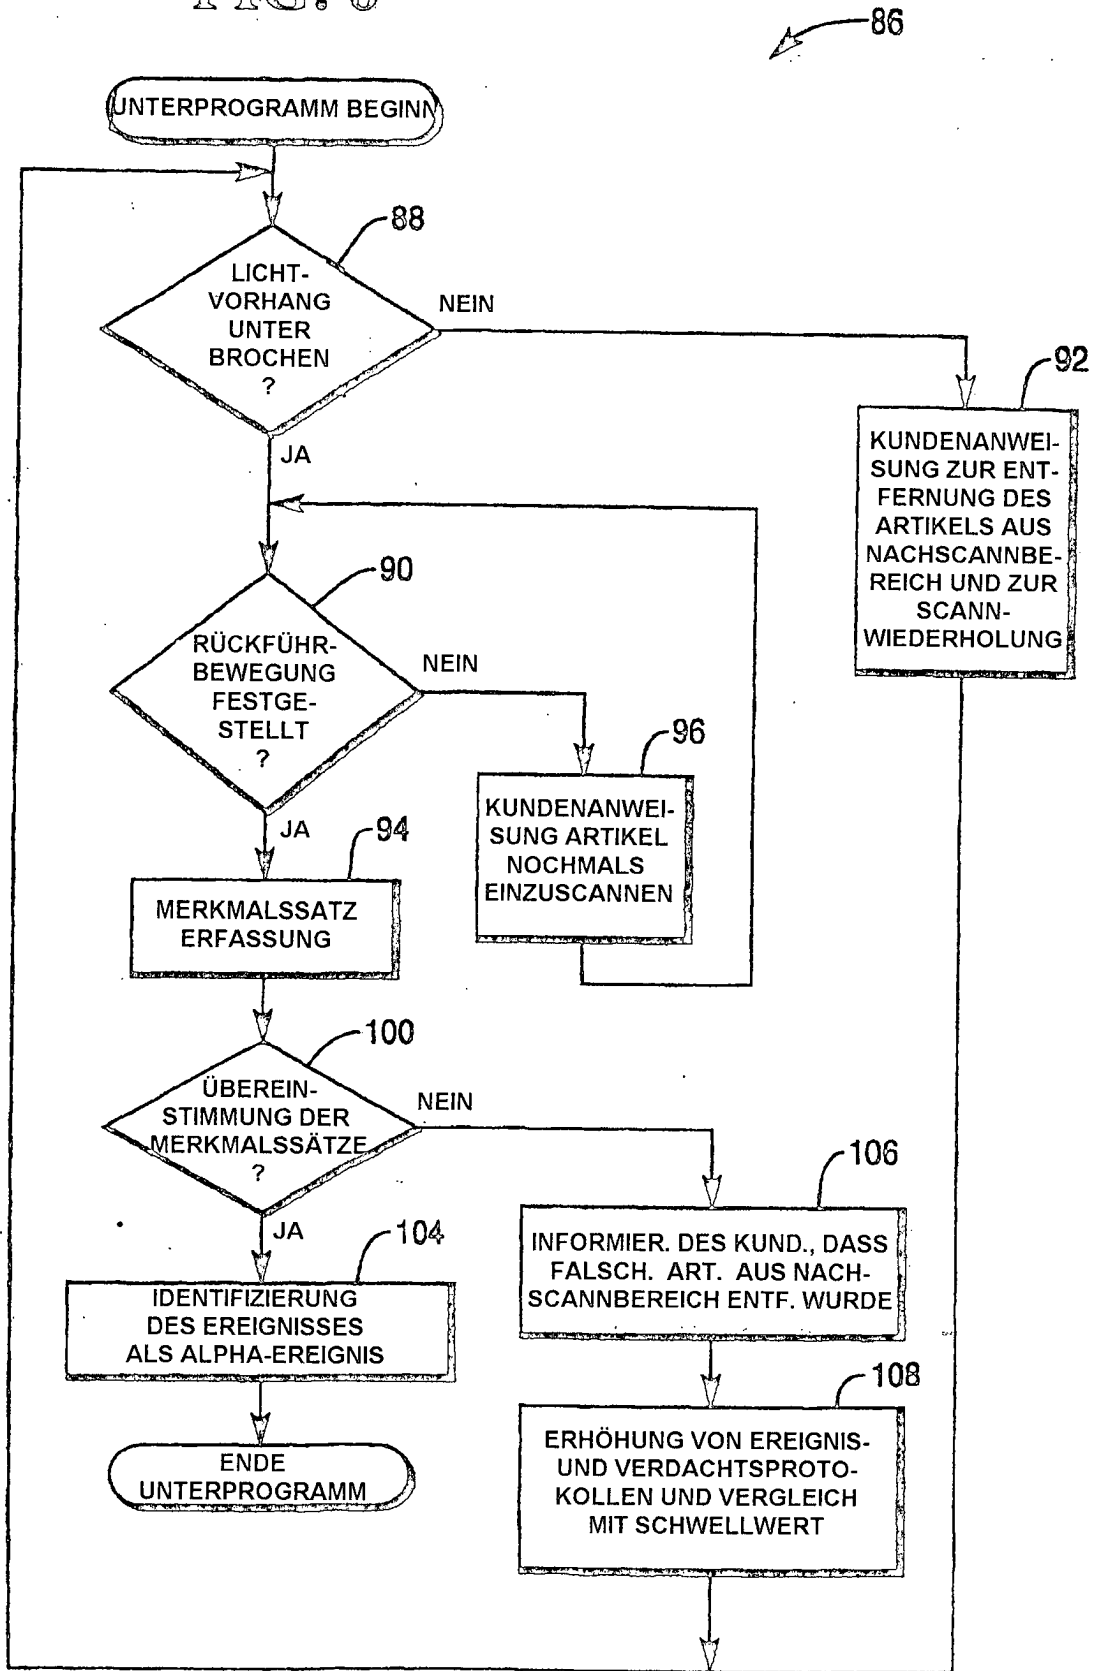 86
UNTERPROGRAMM BEGINN
88
LICHT-
VORHANG
UNTER
BROCHEN
?
NEIN
JA
92
KUNDENANWEI-
SUNG ZUR ENT-
FERNUNG DES
ARTIKELS AUS
NACHSCANNBE-
REICH UND ZUR
SCANN-
WIEDERHOLUNG
90
RÜCKFÜHR-
BEWEGUNG
FESTGE-
STELLT
?
NEIN
JA
96
KUNDENANWEI-
SUNG ARTIKEL
NOCHMALS
EINZUSCANNEN
94
MERKMALSSATZ
ERFASSUNG
100
ÜBEREIN-
STIMMUNG DER
MERKMALSSÄTZE
?
NEIN
JA
106
INFORMIER. DES KUND., DASS
FALSCH. ART. AUS NACH-
SCANNBEREICH ENTF. WURDE
104
IDENTIFIZIERUNG
DES EREIGNISSES
ALS ALPHA-EREIGNIS
108
ERHÖHUNG VON EREIGNIS-
UND VERDACHTSPROTO-
KOLLEN UND VERGLEICH
MIT SCHWELLWERT
ENDE
UNTERPROGRAMM